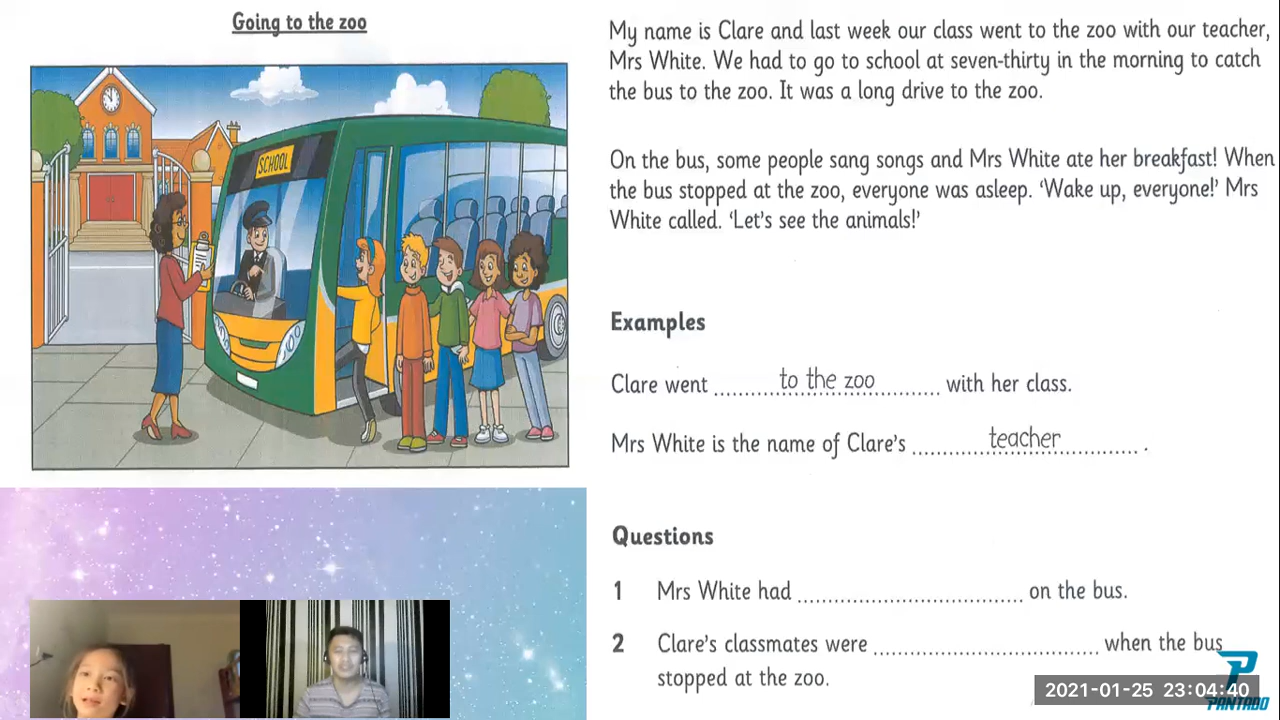 Going to the zoo
SCHOOL
My name is Clare and last week our class went to the zoo with our teacher,
Mrs White. We had to go to school at seven-thirty in the morning to catch
the bus to the zoo. It was a long drive to the zoo.
On the bus, some people sang songs and Mrs White ate her breakfast! When
the bus stopped at the zoo, everyone was asleep. ‘Wake up, everyone!’ Mrs
White called. ‘Let’s see the animals!’
Examples
Clare went to the zoo with her class.
Mrs White is the name of Clare’s teacher .
Questions
1 Mrs White had ........................................ on the bus.
2 Clare’s classmates were ........................................ when the bus
stopped at the zoo.
2021-01-25 23:04:40
PANTADO